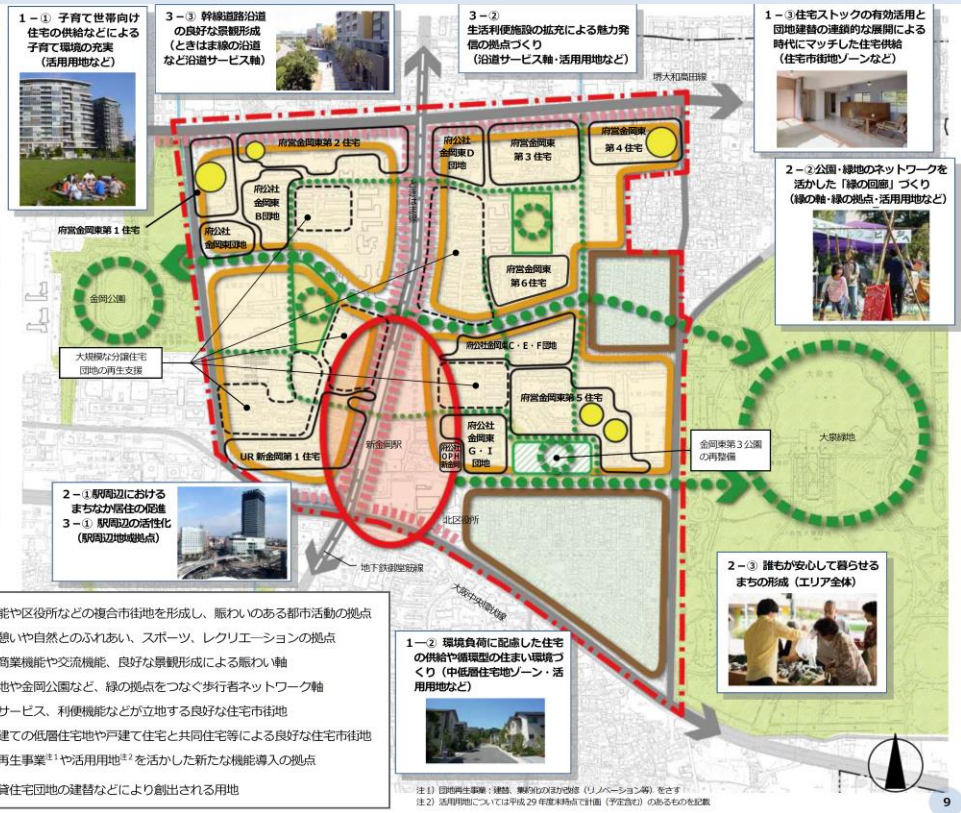 1－① 子育て世帯向け
住宅の供給などによる
子育て環境の充実
（活用用地など）
3－③ 幹線道路沿道
の良好な景観形成
（ときはま線の沿道
など沿道サービス軸）
3－②
生活利便施設の拡充による魅力発
信の拠点づくり
（沿道サービス軸・活用用地など）
1－③住宅ストックの有効活用と
団地建替の連鎖的な展開による
時代にマッチした住宅供給
（住宅市街地ゾーンなど）
2－②公園・緑地のネットワークを
活かした「緑の回廊」づくり
（緑の軸・緑の拠点・活用用地など）
堺大和高田線
府営金岡東第２住宅
府公社
金岡東D
団地
府営金岡東
第３住宅
府営金岡東
第４住宅
府公社
金岡東
B団地
府公社
金岡東団地
府営金岡東第１住宅
府営金岡東
第６住宅
金岡公園
大規模な分譲住宅
団地の再生支援
府公社金岡東C・E・F団地
府営金岡東第５住宅
新金岡駅
府公社
金岡東
G・I
団地
府公社
OPH
新金岡
UR 新金岡第１住宅
金岡東第３公園
の再整備
大泉緑地
北区役所
地下鉄御堂筋線
大阪中央環状線
2－①駅周辺における
まちなか居住の促進
3－① 駅周辺の活性化
（駅周辺地域拠点）
2－③ 誰もが安心して暮らせる
まちの形成（エリア全体）
1－② 環境負荷に配慮した住宅
の供給や循環型の住まい環境づ
くり（中低層住宅地ゾーン・活
用用地など）
能や区役所などの複合市街地を形成し、賑わいのある都市活動の拠点
憩いや自然とのふれあい、スポーツ、レクリエーションの拠点
商業機能や交流機能、良好な景観形成による賑わい軸
地や金岡公園など、緑の拠点をつなぐ歩行者ネットワーク軸
サービス、利便機能などが立地する良好な住宅市街地
建ての低層住宅地や戸建て住宅と共同住宅等による良好な住宅市街地
再生事業注1や活用用地注2を活かした新たな機能導入の拠点
貸住宅団地の建替などにより創出される用地
注１）団地再生事業：建替、集約化のほか改修（リノベーション等）をさす
注２）活用用地については平成 29 年度末時点で計画（予定含む）のあるものを記載
9